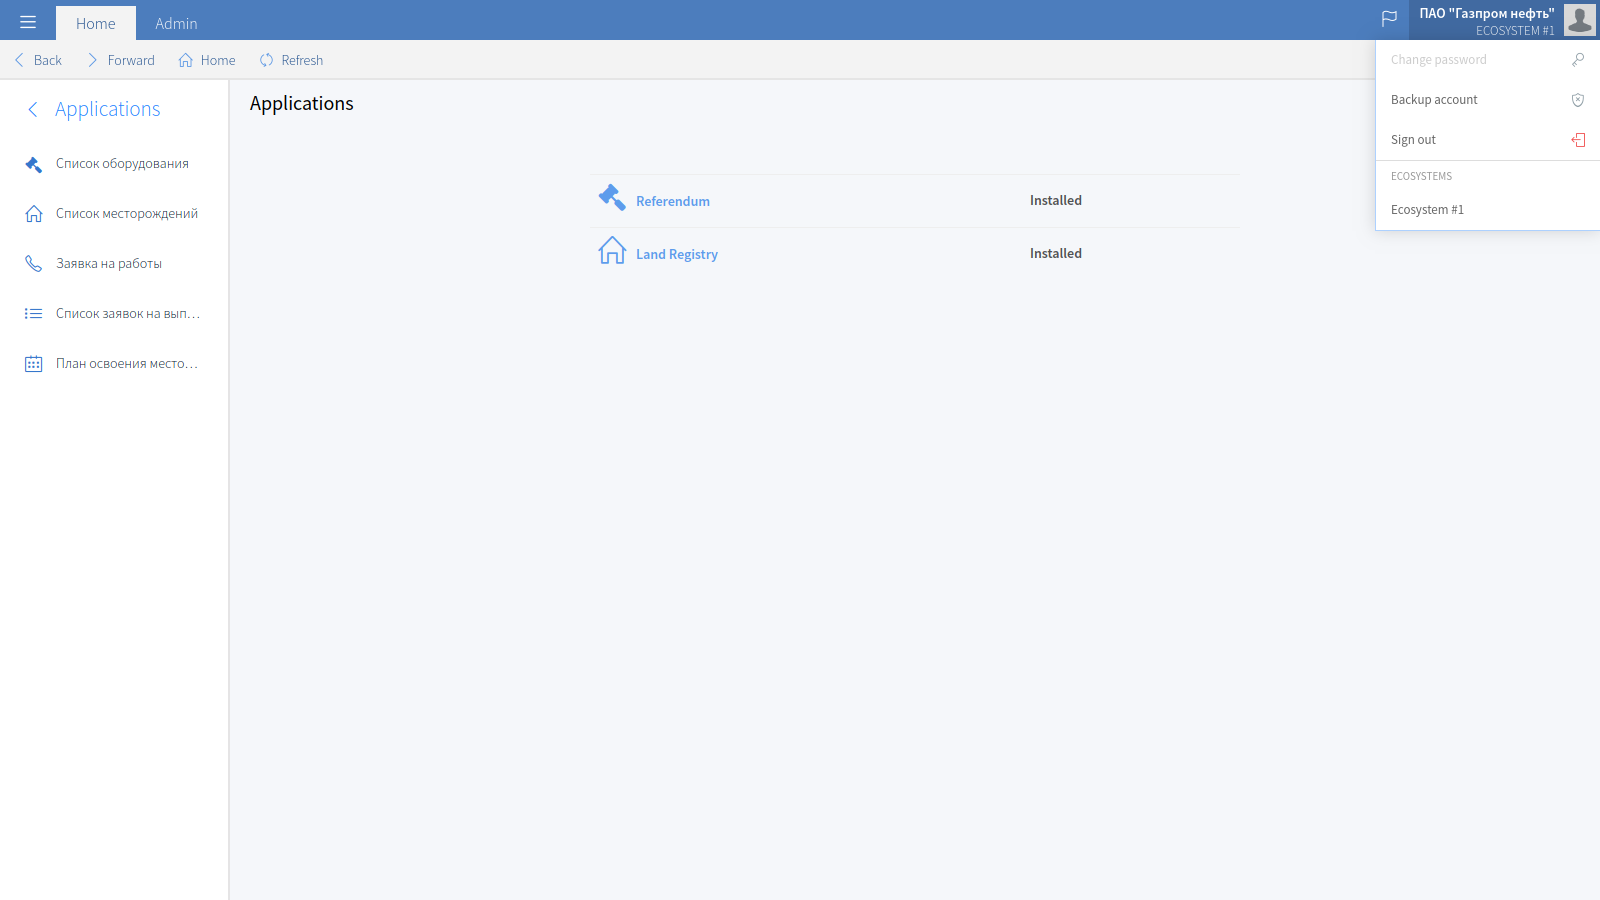 Home
Admin
ПАО "Газпром нефть"
ECOSYSTEM #1
Back
Forward
Home
Refresh
Change password
Backup account
Sign out
ECOSYSTEMS
Ecosystem #1
Applications
Список оборудования
Список месторождений
Заявка на работы
Список заявок на вып...
План освоения место...
Applications
Referendum Installed
Land Registry Installed